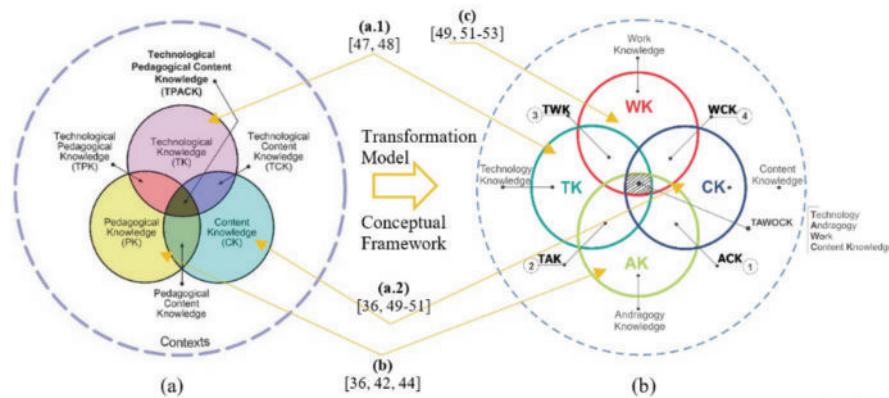 (a.1)
[47, 48]
(c)
[49, 51-53]
Technological
Pedagogical Content
Knowledge
(TPACK)
Technological
Pedagogical
Knowledge
(TPK)
Technological
Knowledge
(TK)
Technological
Content
Knowledge
(TCK)
Pedagogical
Knowledge
(PK)
Content
Knowledge
(CK)
Pedagogical
Content
Knowledge
Contexts
(a)
Transformation
Model
Conceptual
Framework
(a.2)
[36, 49-51]
(b)
[36, 42, 44]
Work
Knowledge
WK
TWK
3
WCK
4
Technology
Knowledge
TK
CK
Content
Knowledge
TAWOCK
Technology
Andragogy
Work
Content Knowledge
TAK
2
AK
ACK
1
Andragogy
Knowledge
(b)